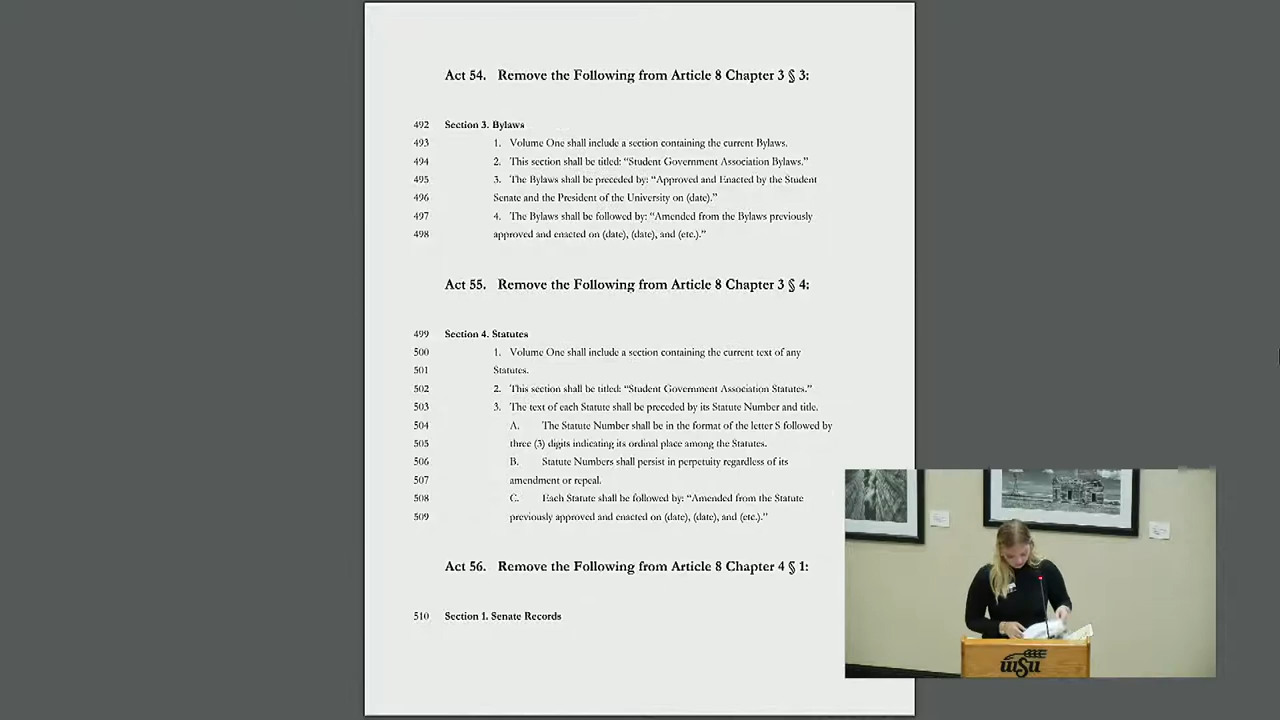 Act 54. Remove the Following from Article 8 Chapter 3 § 3:
492 Section 3. Bylaws
493 1. Volume One shall include a section containing the current Bylaws.
494 2. This section shall be titled: “Student Government Association Bylaws.”
495 3. The Bylaws shall be preceded by: “Approved and Enacted by the Student
496 Senate and the President of the University on (date).”
497 4. The Bylaws shall be followed by: “Amended from the Bylaws previously
498 approved and enacted on (date), (date), and (etc.).”
Act 55. Remove the Following from Article 8 Chapter 3 § 4:
499 Section 4. Statutes
500 1. Volume One shall include a section containing the current text of any
501 Statutes.
502 2. This section shall be titled: “Student Government Association Statutes.”
503 3. The text of each Statute shall be preceded by its Statute Number and title.
504 A. The Statute Number shall be in the format of the letter S followed by
505 three (3) digits indicating its ordinal place among the Statutes.
506 B. Statute Numbers shall persist in perpetuity regardless of its
507 amendment or repeal.
508 C. Each Statute shall be followed by: “Amended from the Statute
509 previously approved and enacted on (date), (date), and (etc.).”
Act 56. Remove the Following from Article 8 Chapter 4 § 1:
510 Section 1. Senate Records
WSU